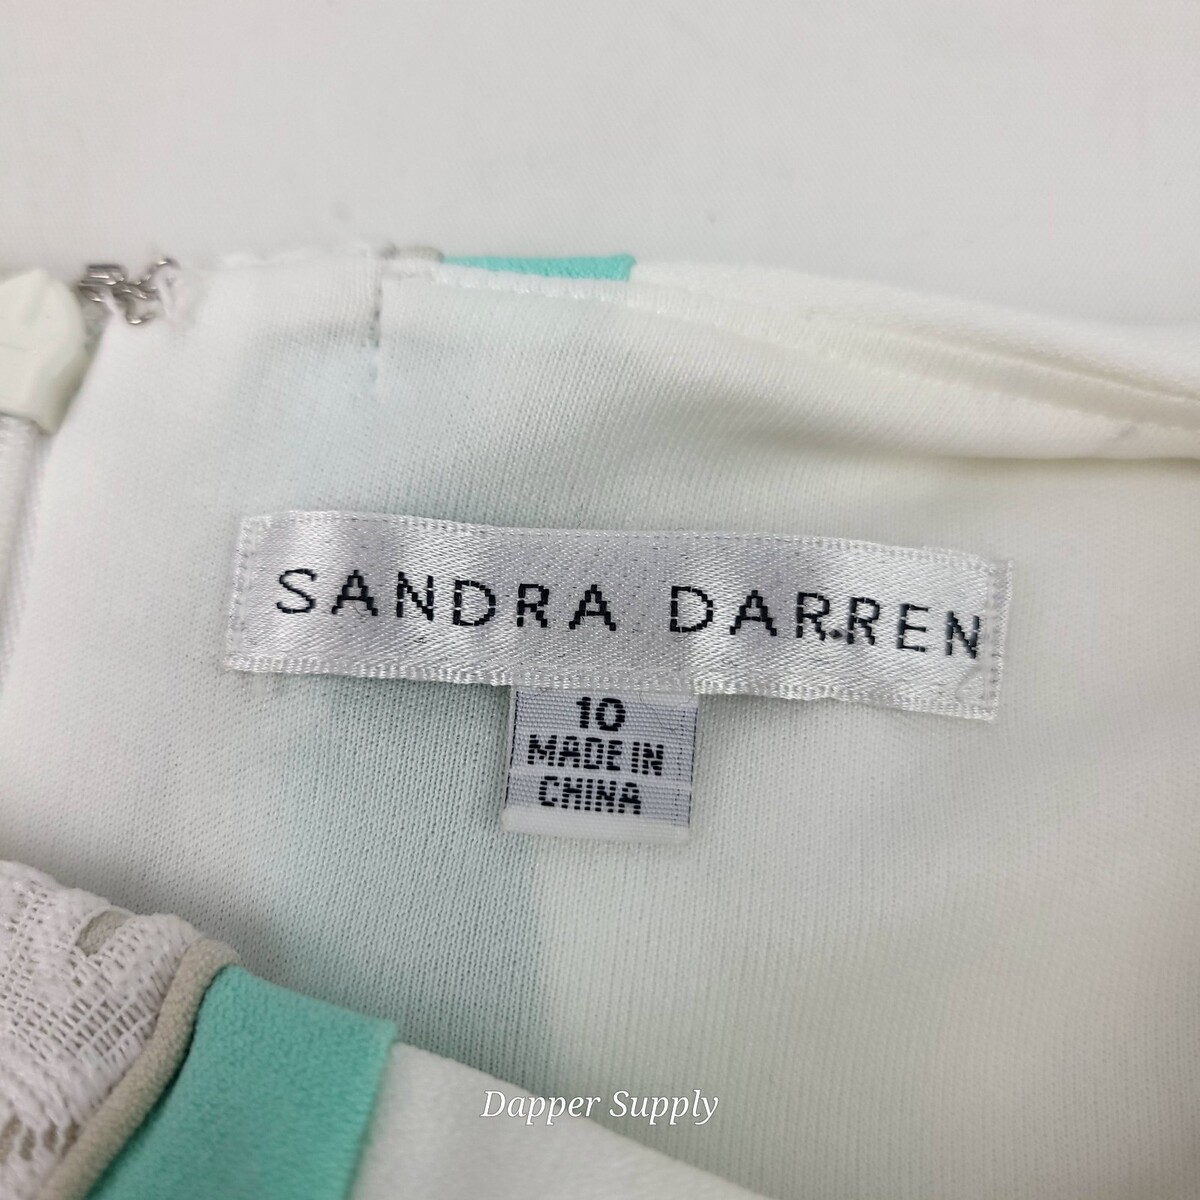 SANDRA DARREN
10
MADE IN
CHINA
Dapper Supply